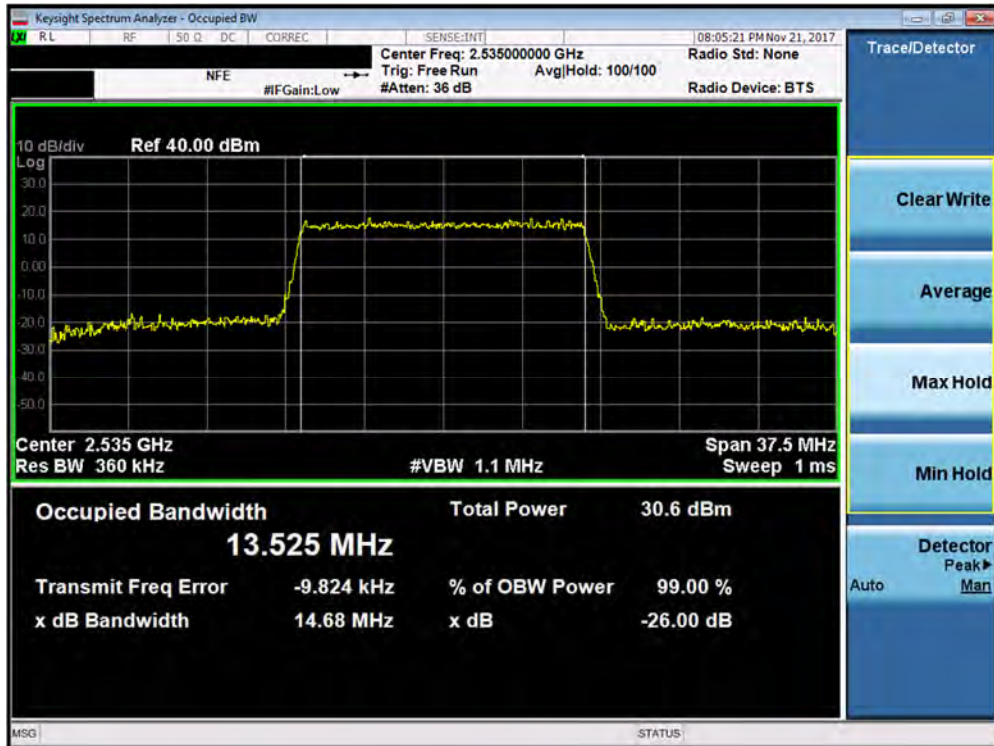 Keysight Spectrum Analyzer - Occupied BW
LXI RL RF 50 Ω DC CORREC SENSE:INT 08:05:21 PM Nov 21, 2017
Center Freq: 2.535000000 GHz Radio Std: None
NFE Trig: Free Run Avg|Hold: 100/100
#IFGain:Low #Atten: 36 dB Radio Device: BTS
10 dB/div Ref 40.00 dBm
Log
30.0
20.0
10.0
0.00
-10.0
-20.0
-30.0
-40.0
-50.0
Center 2.535 GHz Span 37.5 MHz
Res BW 360 kHz #VBW 1.1 MHz Sweep 1 ms
Occupied Bandwidth Total Power 30.6 dBm
13.525 MHz
Transmit Freq Error -9.824 kHz % of OBW Power 99.00 %
x dB Bandwidth 14.68 MHz x dB -26.00 dB
Trace/Detector
Clear Write
Average
Max Hold
Min Hold
Detector
Peak▶
Auto Man
MSG STATUS